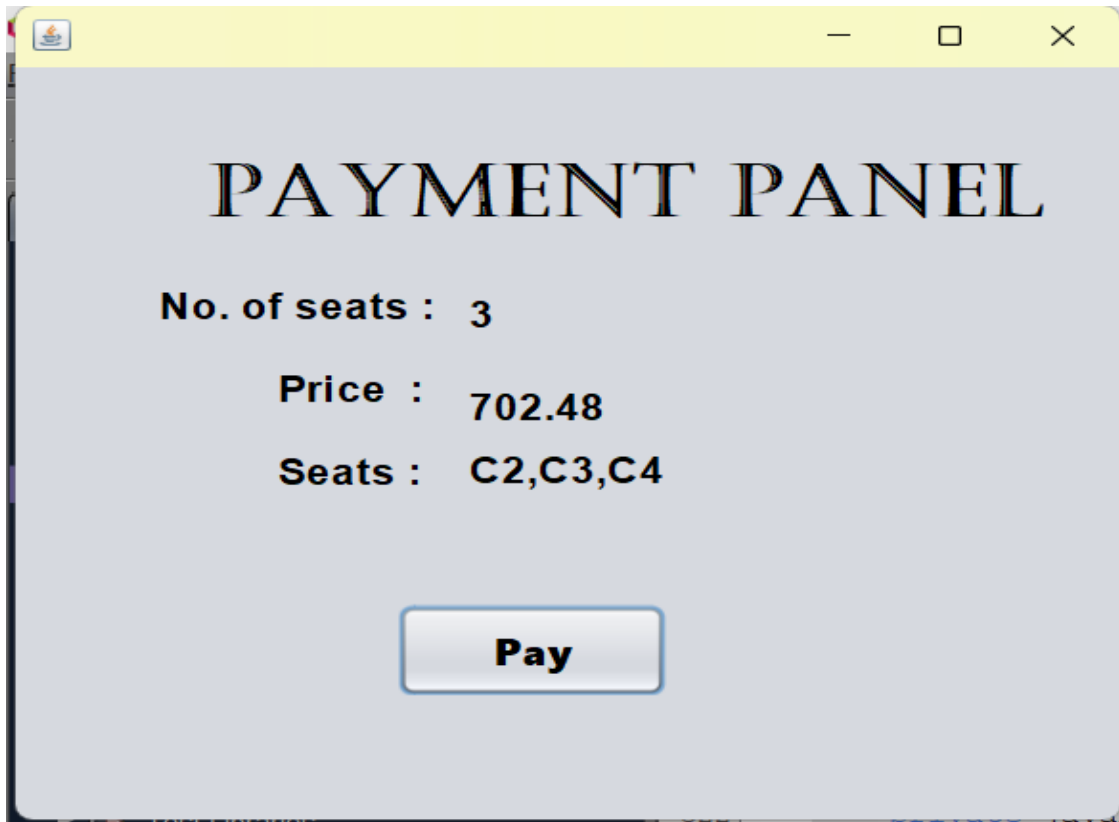 PAYMENT PANEL
No. of seats : 3
Price : 702.48
Seats : C2,C3,C4
Pay